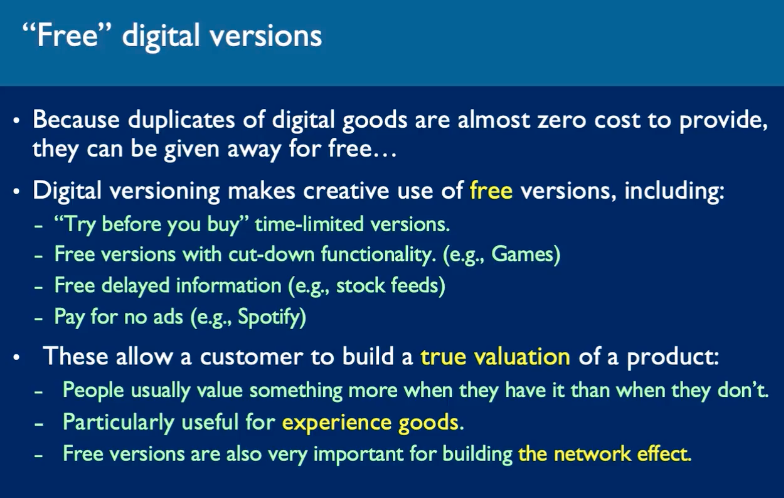 “Free” digital versions
• Because duplicates of digital goods are almost zero cost to provide,
they can be given away for free…
• Digital versioning makes creative use of free versions, including:
– “Try before you buy” time-limited versions.
– Free versions with cut-down functionality. (e.g., Games)
– Free delayed information (e.g., stock feeds)
– Pay for no ads (e.g., Spotify)
• These allow a customer to build a true valuation of a product:
– People usually value something more when they have it than when they don’t.
– Particularly useful for experience goods.
– Free versions are also very important for building the network effect.